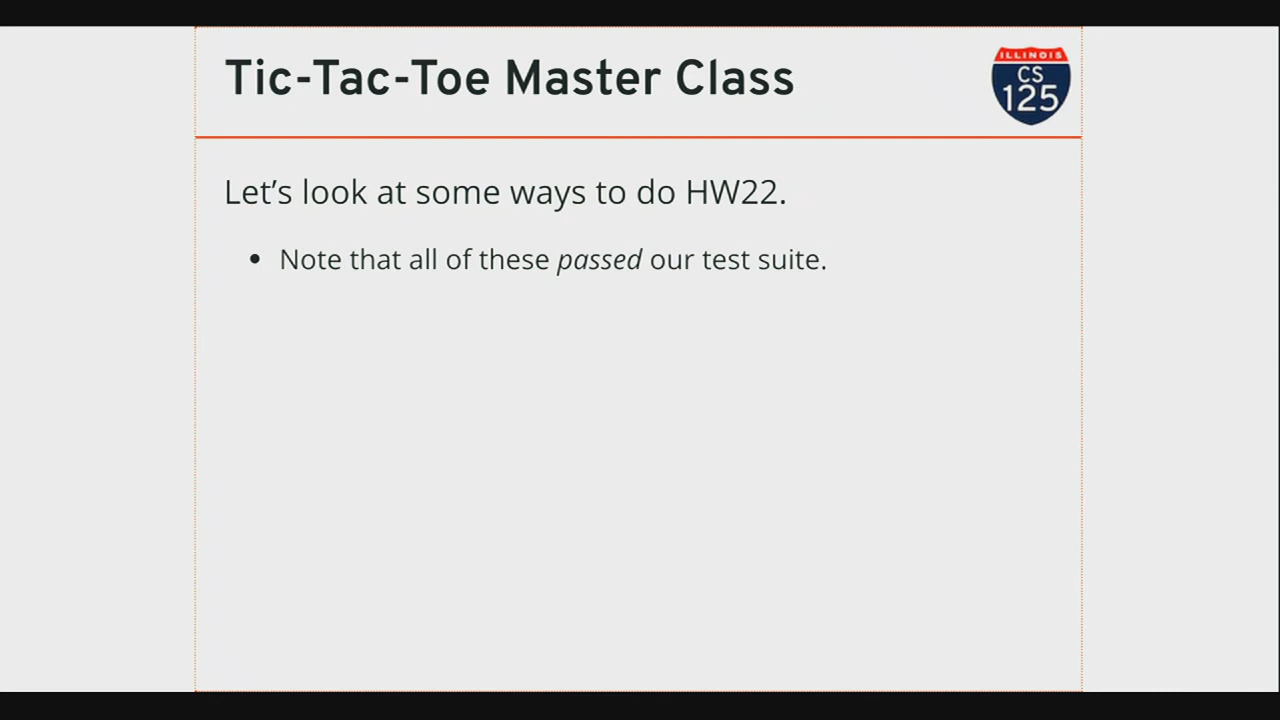 Tic-Tac-Toe Master Class
ILLINOIS
CS
125
Let's look at some ways to do HW22.
• Note that all of these passed our test suite.